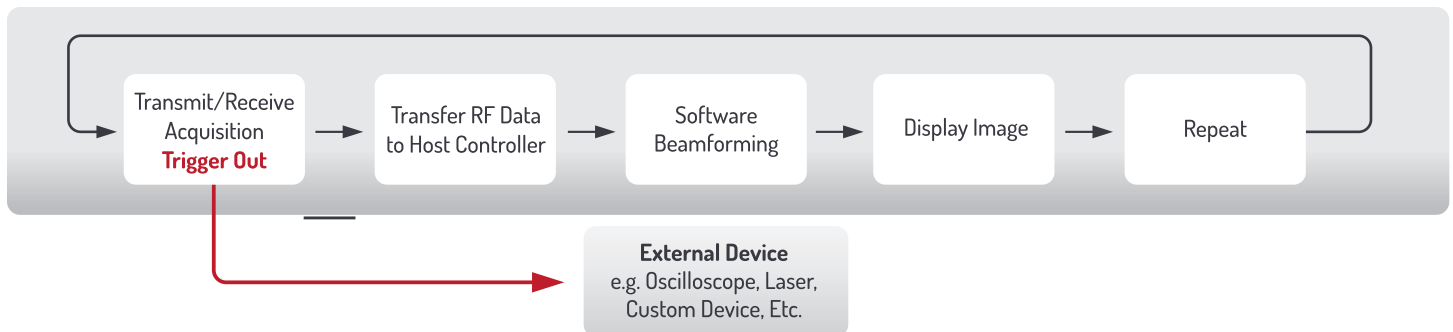 Transmit/Receive
Acquisition
Trigger Out
Transfer RF Data
to Host Controller
Software
Beamforming
Display Image
Repeat
External Device
e.g. Oscilloscope, Laser,
Custom Device, Etc.